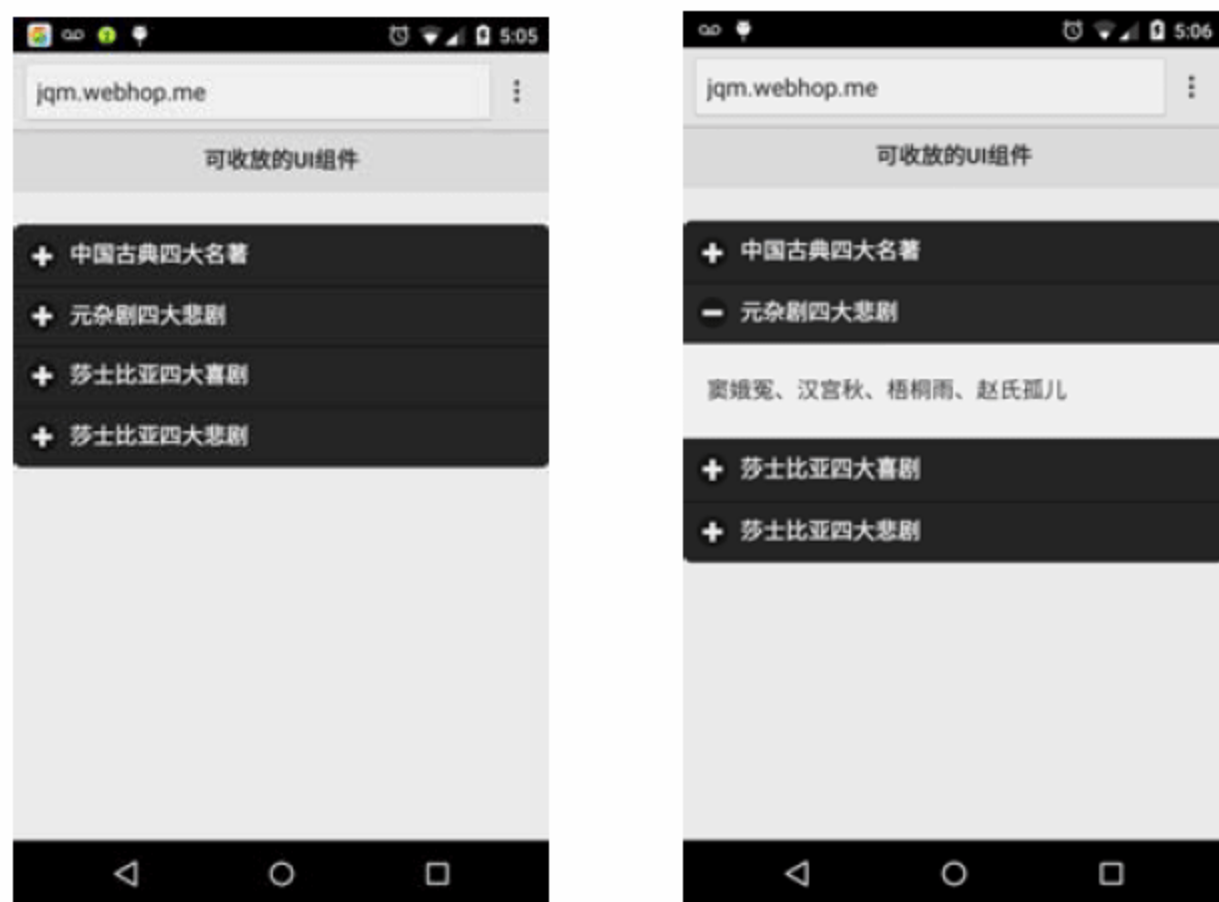 5:05
jqm.webhop.me
可收放的UI组件
中国古典四大名著
元杂剧四大悲剧
莎士比亚四大喜剧
莎士比亚四大悲剧
5:06
jqm.webhop.me
可收放的UI组件
中国古典四大名著
元杂剧四大悲剧
窦娥冤、汉宫秋、梧桐雨、赵氏孤儿
莎士比亚四大喜剧
莎士比亚四大悲剧